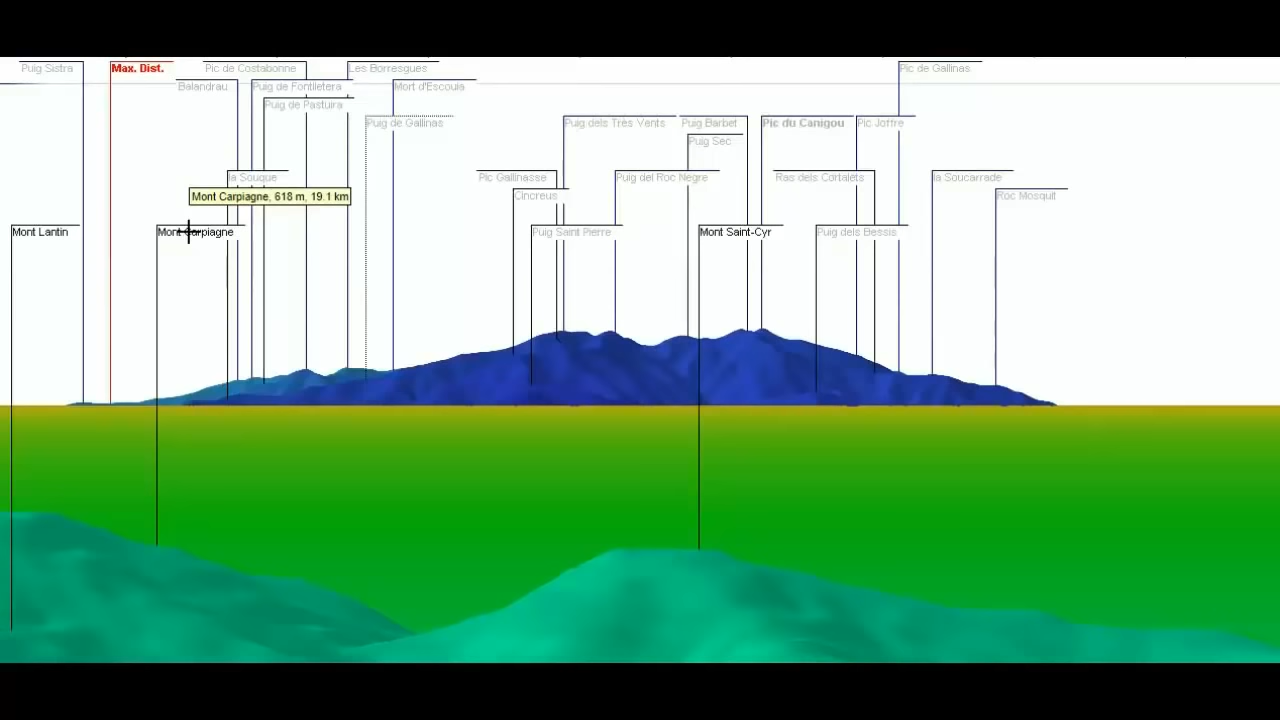 Puig Sistra
Max. Dist.
Pic de Costabonne
Les Borresgues
Pic de Gallinas
Balandrau
Puig de Fontlletera
Mort d'Escoula
Puig de Pastuira
Puig de Gallinas
Puig dels Très Vents
Puig Barbet
Pic du Canigou
Pic Joffre
Puig Sec
la Souque
Pic Gallinasse
Puig del Roc Negre
Ras dels Cortalets
la Soucarrade
Mont Carpiagne, 618 m, 19.1 km
Cincreus
Roc Mosquit
Mont Lantin
Mont Carpiagne
Puig Saint Pierre
Mont Saint-Cyr
Puig dels Bessis